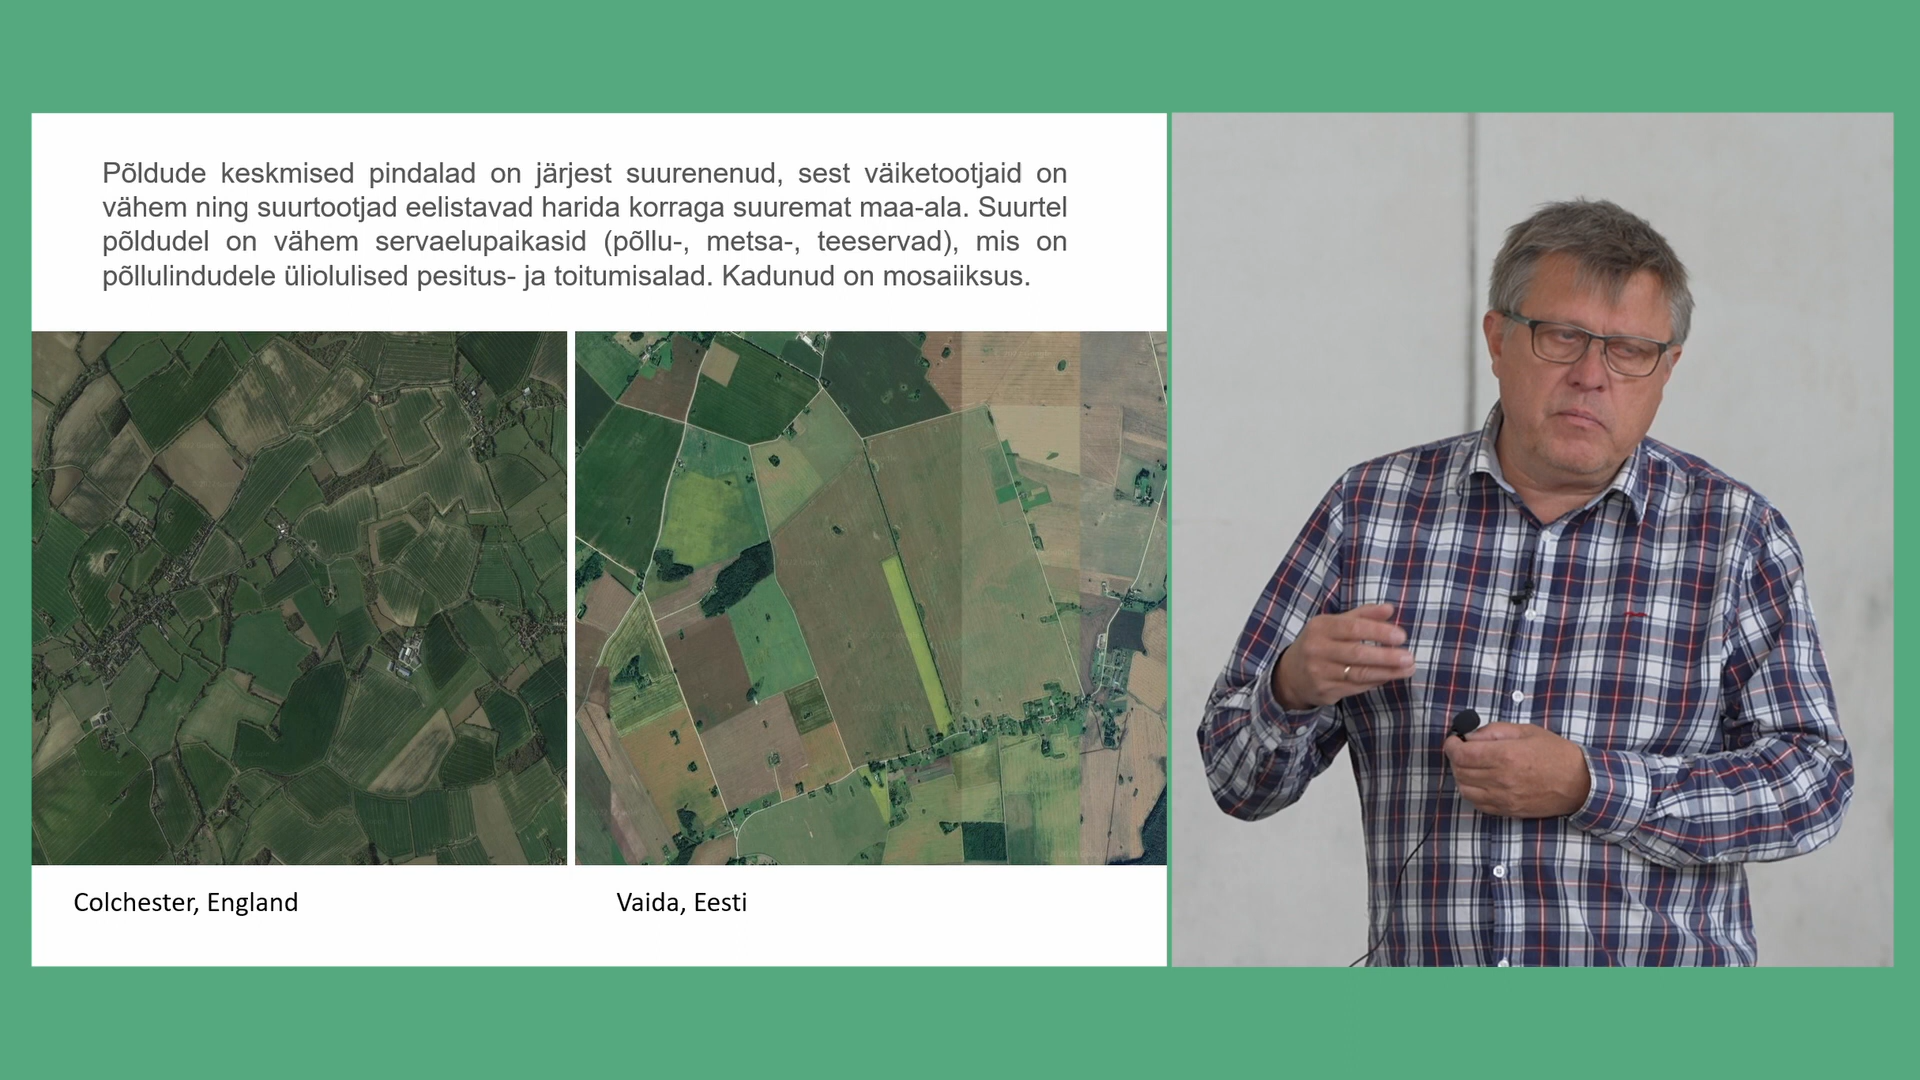 Põldude keskmised pindalad on järjest suurenenud, sest väiketootjaid on
vähem ning suurtootjad eelistavad harida korraga suuremat maa-ala. Suurtel
põldudel on vähem servaelupaikasid (põllu-, metsa-, teeservad), mis on
põllulindudele üliolulised pesitus- ja toitumisalad. Kadunud on mosaiiksus.
Colchester, England
Vaida, Eesti